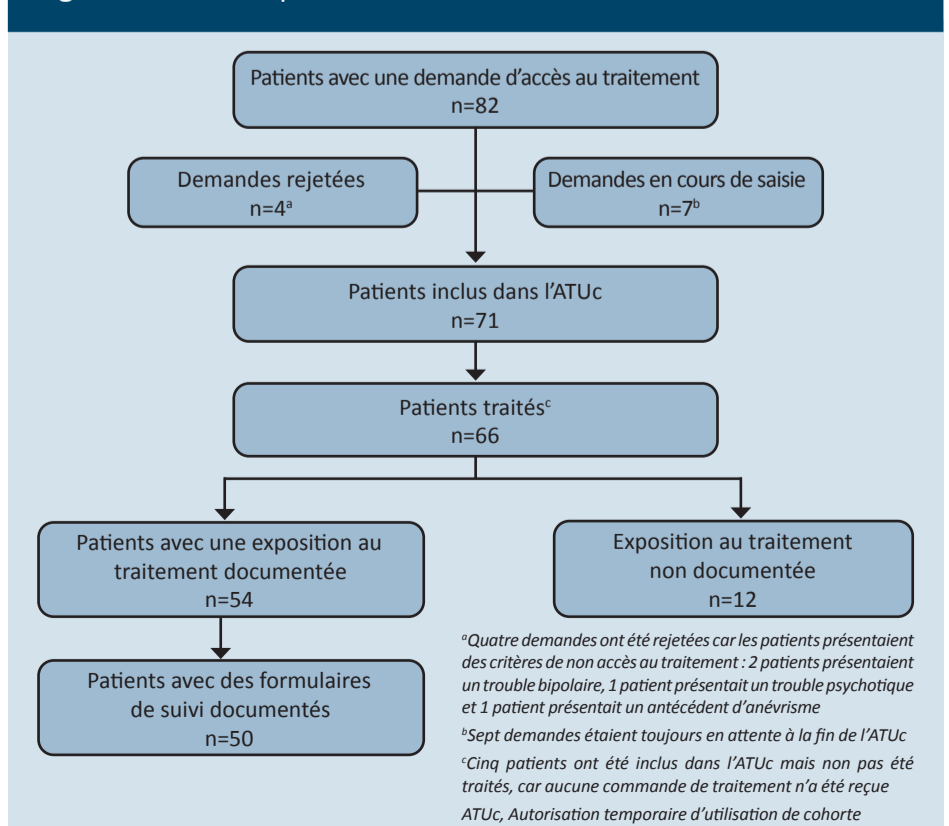 Patients avec une demande d'accès au traitement
n=82
Demandes rejetées
n=4a
Demandes en cours de saisie
n=7b
Patients inclus dans l'ATUc
n=71
Patients traitésc
n=66
Patients avec une exposition au
traitement documentée
n=54
Exposition au traitement
non documentée
n=12
Patients avec des formulaires
de suivi documentés
n=50
aQuatre demandes ont été rejetées car les patients présentaient
des critères de non accès au traitement : 2 patients présentaient
un trouble bipolaire, 1 patient présentait un trouble psychotique
et 1 patient présentait un antécédent d'anévrisme
bSept demandes étaient toujours en attente à la fin de l'ATUc
cCinq patients ont été inclus dans l'ATUc mais non pas été
traités, car aucune commande de traitement n'a été reçue
ATUc, Autorisation temporaire d'utilisation de cohorte